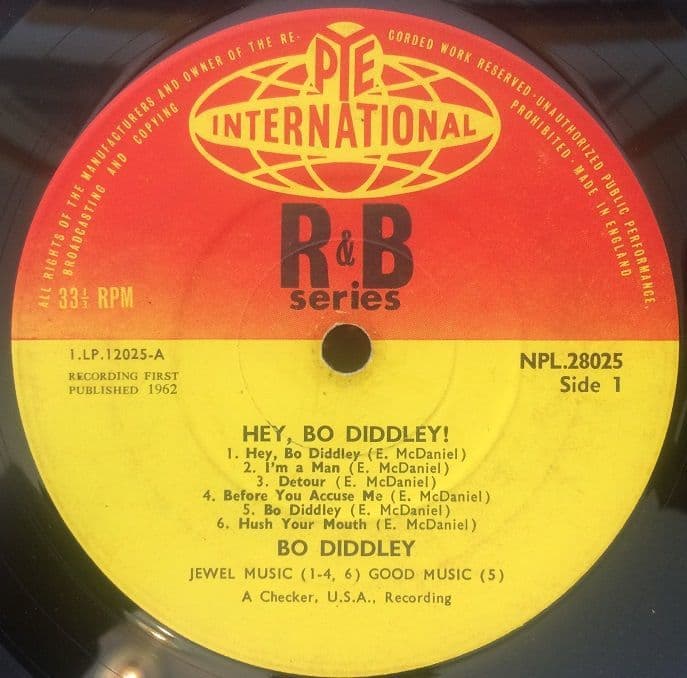 ALL RIGHTS OF THE MANUFACTURERS AND OWNER OF THE RE-
CORDED WORK RESERVED·UNAUTHORIZED PUBLIC PERFORMANCE,
BROADCASTING AND COPYING
PROHIBITED· MADE IN ENGLAND
PYE
INTERNATIONAL
R&B
series
33⅓ RPM
1.LP.12025-A
RECORDING FIRST
PUBLISHED 1962
NPL.28025
Side 1
HEY, BO DIDDLEY!
1. Hey, Bo Diddley (E. McDaniel)
2. I'm a Man (E. McDaniel)
3. Detour (E. McDaniel)
4. Before You Accuse Me (E. McDaniel)
5. Bo Diddley (E. McDaniel)
6. Hush Your Mouth (E. McDaniel)
BO DIDDLEY
JEWEL MUSIC (1-4, 6) GOOD MUSIC (5)
A Checker, U.S.A., Recording